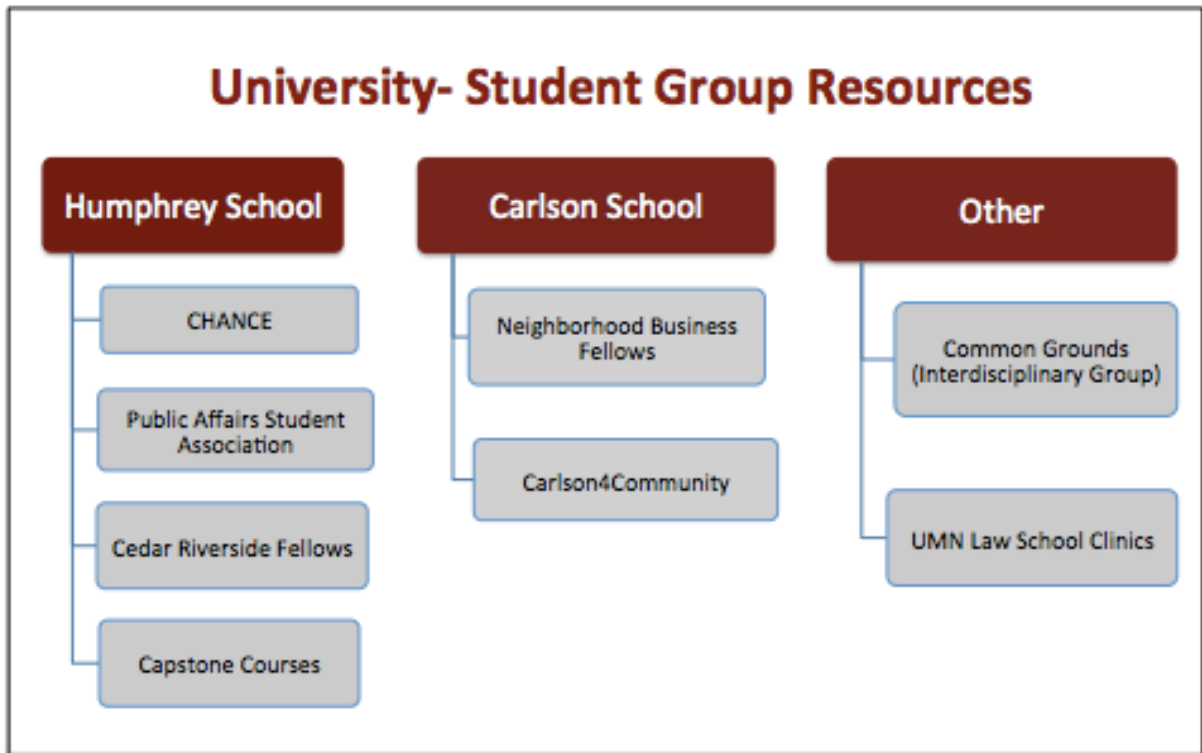 University- Student Group Resources
Humphrey School
CHANCE
Public Affairs Student
Association
Cedar Riverside Fellows
Capstone Courses
Carlson School
Neighborhood Business
Fellows
Carlson4Community
Other
Common Grounds
(Interdisciplinary Group)
UMN Law School Clinics